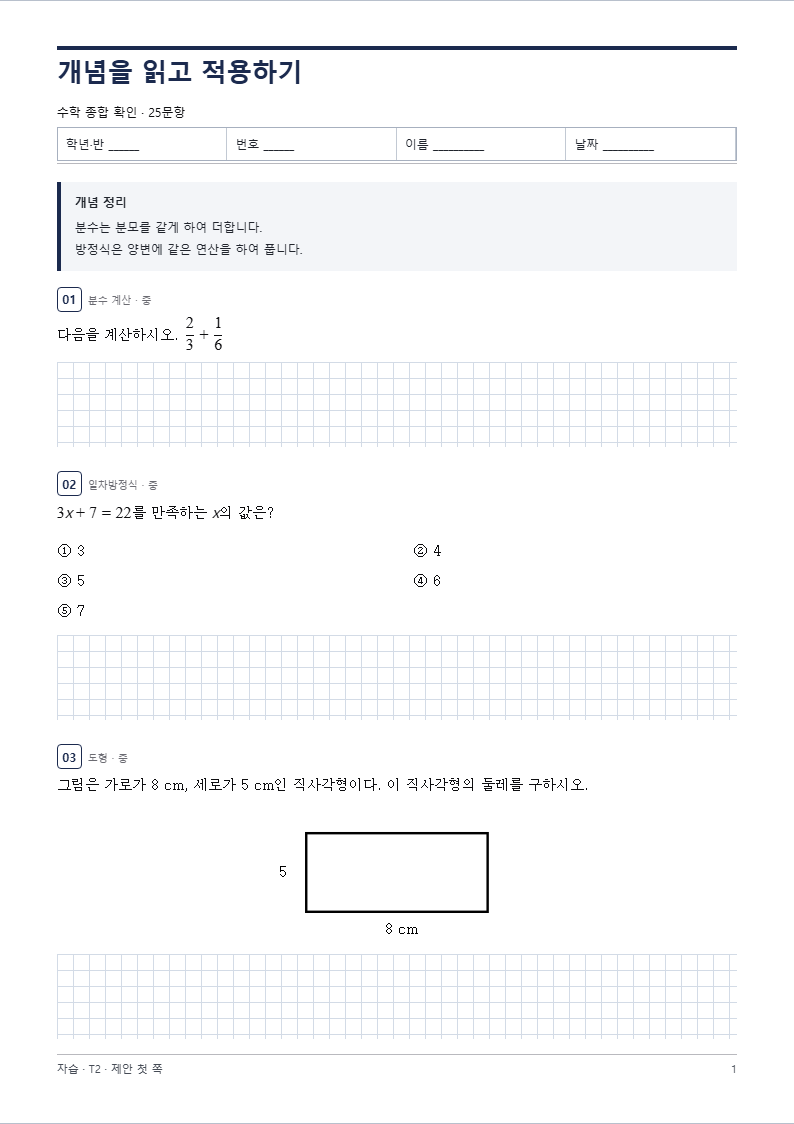 개념을 읽고 적용하기
수학 종합 확인 · 25문항
학년·반 _____ 번호 _____ 이름 ________ 날짜 ________
개념 정리
분수는 분모를 같게 하여 더합니다.
방정식은 양변에 같은 연산을 하여 풉니다.
01 분수 계산 · 중
다음을 계산하시오. 2/3 + 1/6
02 일차방정식 · 중
3x + 7 = 22를 만족하는 x의 값은?
① 3 ② 4
③ 5 ④ 6
⑤ 7
03 도형 · 중
그림은 가로가 8 cm, 세로가 5 cm인 직사각형이다. 이 직사각형의 둘레를 구하시오.
5
8 cm
자습 · T2 · 제안 첫 쪽 1